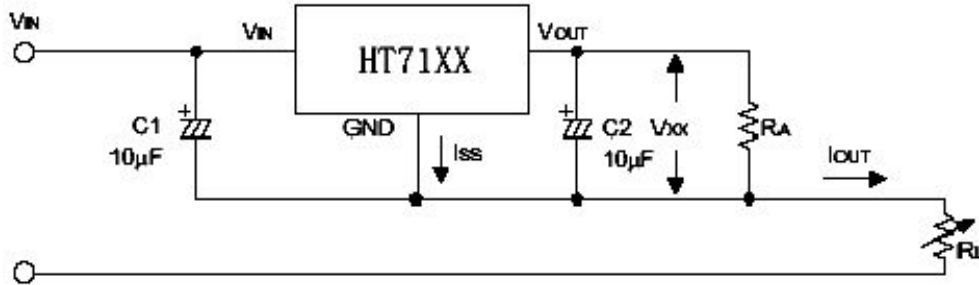 VIN
VIN
HT71XX
VOUT
GND
C1
10μF
ISS
C2
10μF
VXX
RA
IOUT
RL